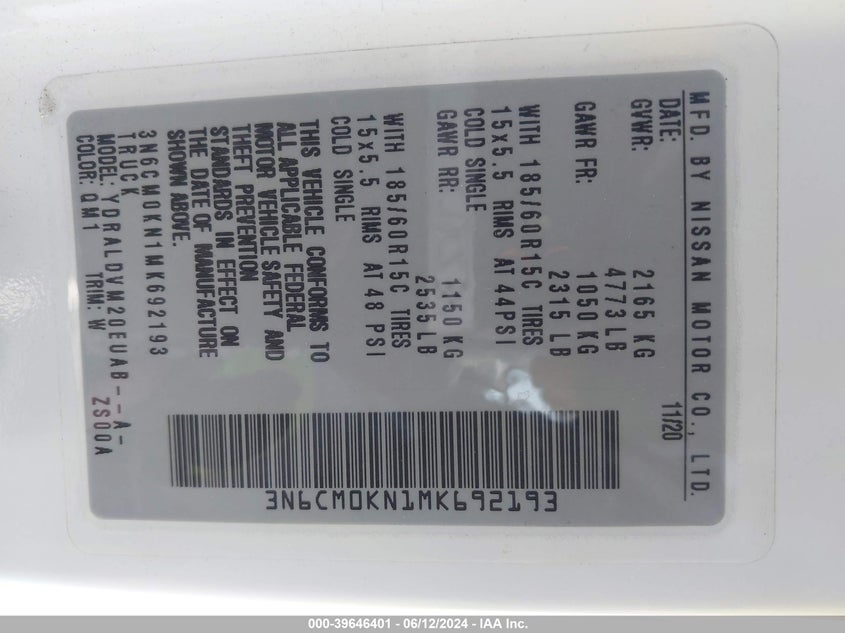 MFD. BY NISSAN MOTOR CO., LTD.
DATE: 11/20
GVWR: 2165 KG
4773 LB
GAWR FR: 1050 KG
2315 LB
WITH 185/60R15C TIRES
15x5.5 RIMS AT 44PSI
COLD SINGLE
GAWR RR: 1150 KG
2535 LB
WITH 185/60R15C TIRES
15x5.5 RIMS AT 48 PSI
COLD SINGLE
THIS VEHICLE CONFORMS TO
ALL APPLICABLE FEDERAL
MOTOR VEHICLE SAFETY AND
THEFT PREVENTION
STANDARDS IN EFFECT ON
THE DATE OF MANUFACTURE
SHOWN ABOVE.
3N6CM0KN1MK692193
TRUCK
MODEL: YDRALDVM20EUAB--A-
COLOR: QM1 TRIM: W ZS00A
3N6CM0KN1MK692193
000-39646401 - 06/12/2024 - IAA Inc.